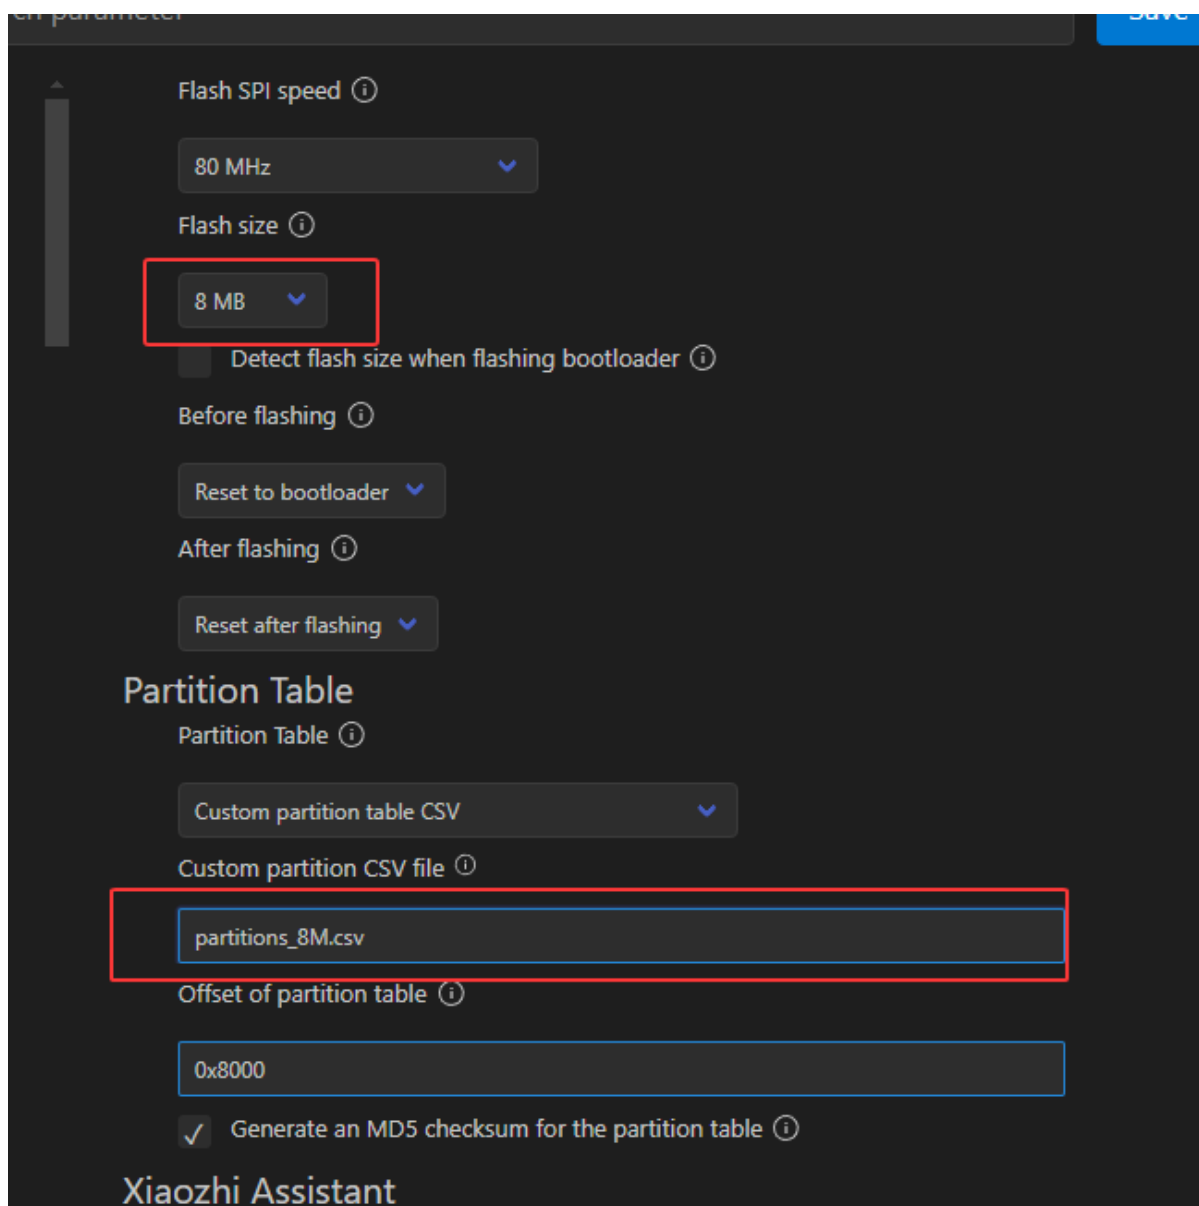 Flash SPI speed
80 MHz
Flash size
8 MB
Detect flash size when flashing bootloader
Before flashing
Reset to bootloader
After flashing
Reset after flashing
Partition Table
Partition Table
Custom partition table CSV
Custom partition CSV file
partitions_8M.csv
Offset of partition table
0x8000
Generate an MD5 checksum for the partition table
Xiaozhi Assistant